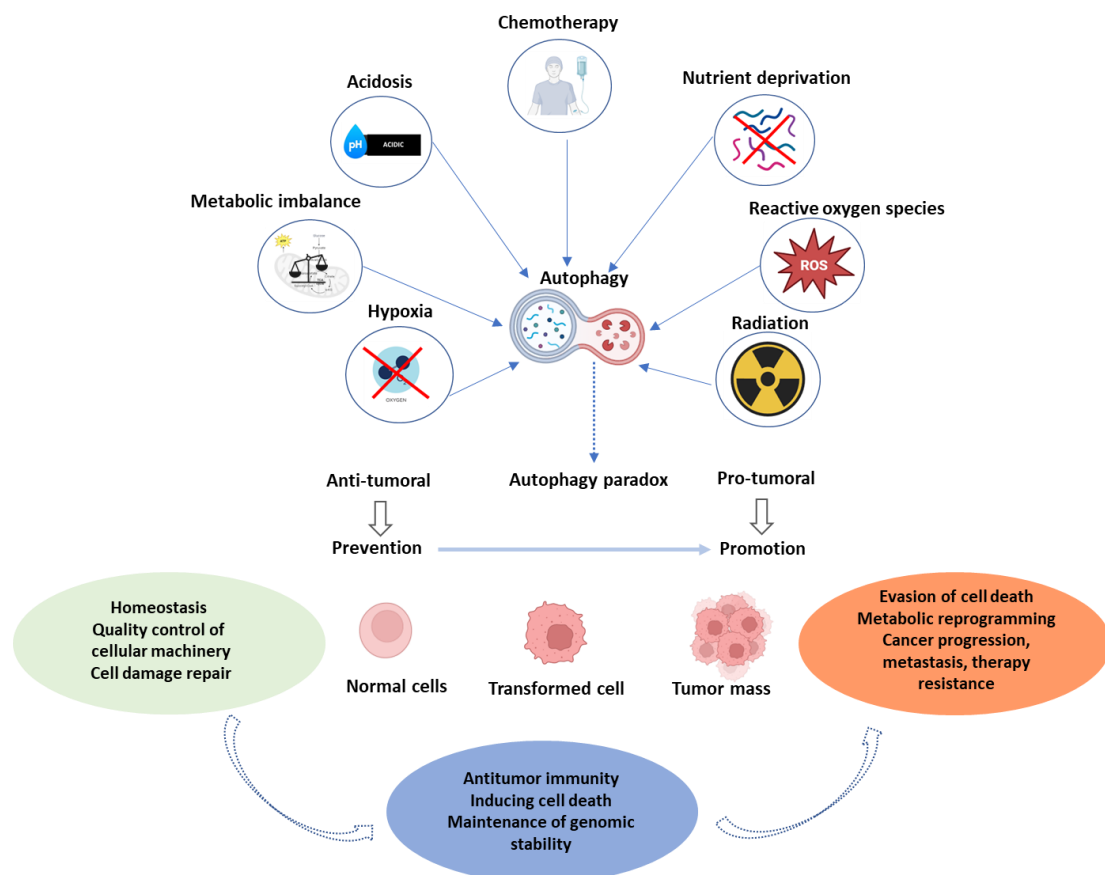 Chemotherapy
Acidosis
Nutrient deprivation
pH
ACIDIC
Metabolic imbalance
Reactive oxygen species
ROS
Autophagy
Hypoxia
O2
OXYGEN
Radiation
Anti-tumoral
Autophagy paradox
Pro-tumoral
Prevention
Promotion
Homeostasis
Quality control of
cellular machinery
Cell damage repair
Normal cells
Transformed cell
Tumor mass
Evasion of cell death
Metabolic reprogramming
Cancer progression,
metastasis, therapy
resistance
Antitumor immunity
Inducing cell death
Maintenance of genomic
stability